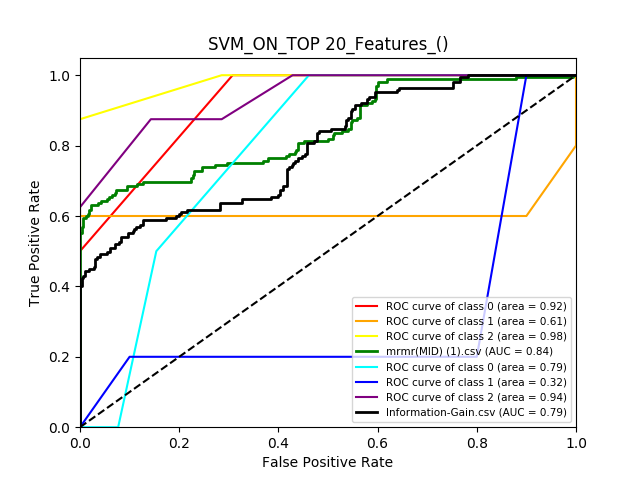 SVM_ON_TOP 20_Features_()
True Positive Rate
1.0
0.8
0.6
0.4
0.2
0.0
ROC curve of class 0 (area = 0.92)
ROC curve of class 1 (area = 0.61)
ROC curve of class 2 (area = 0.98)
mrmr(MID) (1).csv (AUC = 0.84)
ROC curve of class 0 (area = 0.79)
ROC curve of class 1 (area = 0.32)
ROC curve of class 2 (area = 0.94)
Information-Gain.csv (AUC = 0.79)
0.0 0.2 0.4 0.6 0.8 1.0
False Positive Rate